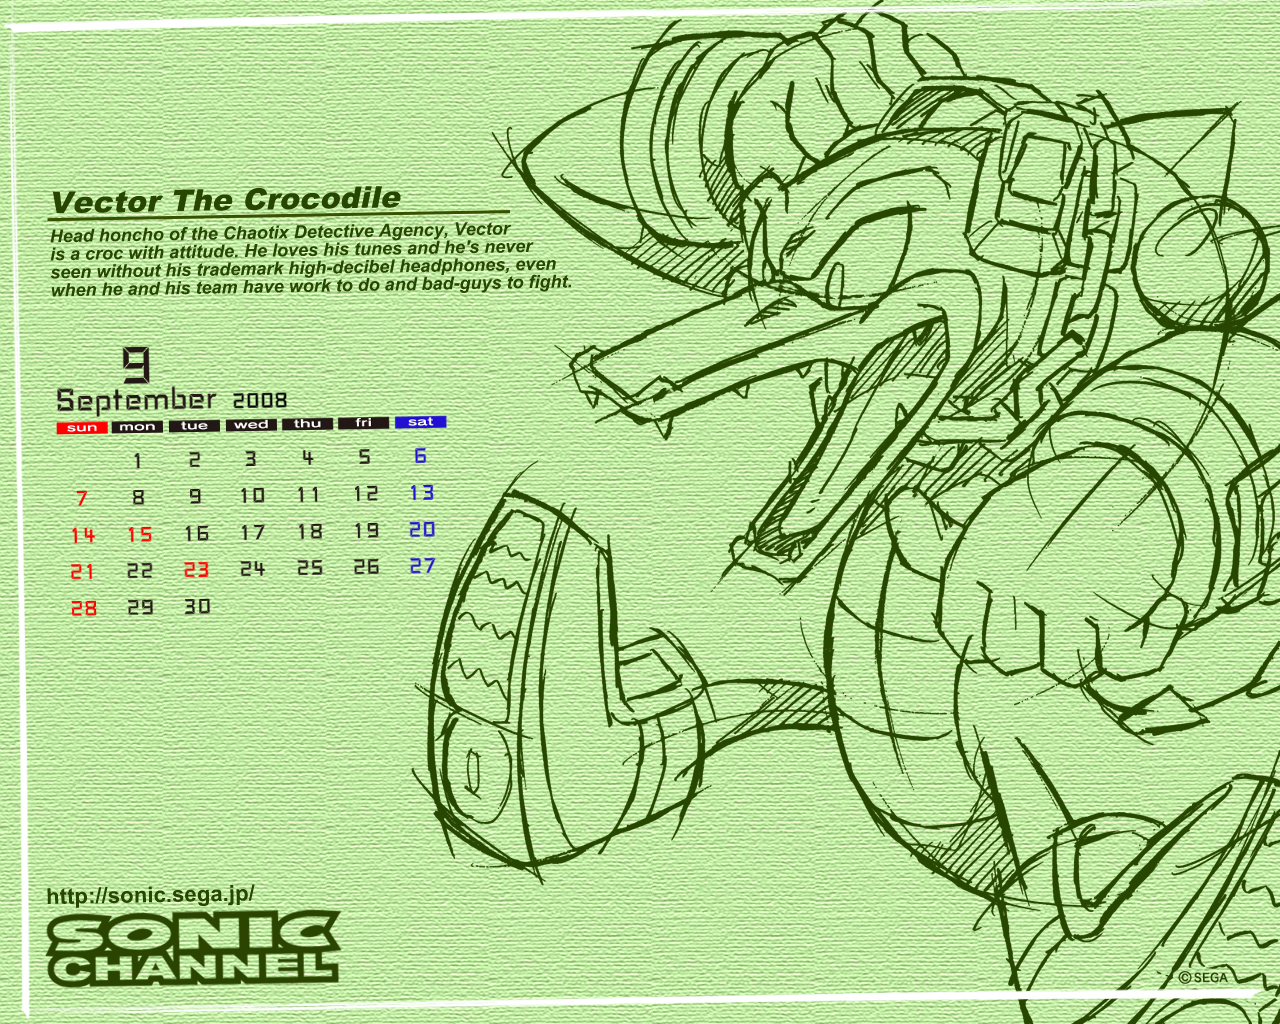 Vector The Crocodile
Head honcho of the Chaotix Detective Agency, Vector
is a croc with attitude. He loves his tunes and he's never
seen without his trademark high-decibel headphones, even
when he and his team have work to do and bad-guys to fight.
9
September 2008
sun mon tue wed thu fri sat
1 2 3 4 5 6
7 8 9 10 11 12 13
14 15 16 17 18 19 20
21 22 23 24 25 26 27
28 29 30
http://sonic.sega.jp/
SONIC
CHANNEL
©SEGA